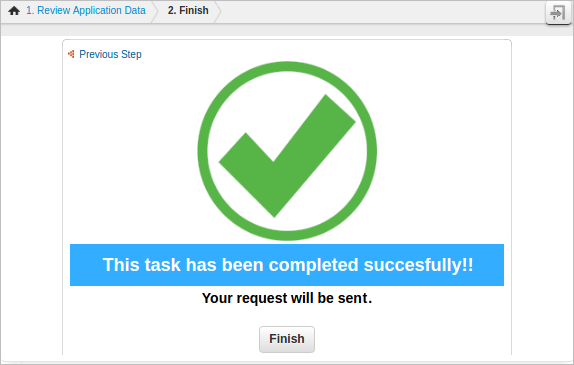 1. Review Application Data 2. Finish
Previous Step
This task has been completed succesfully!!
Your request will be sent.
Finish